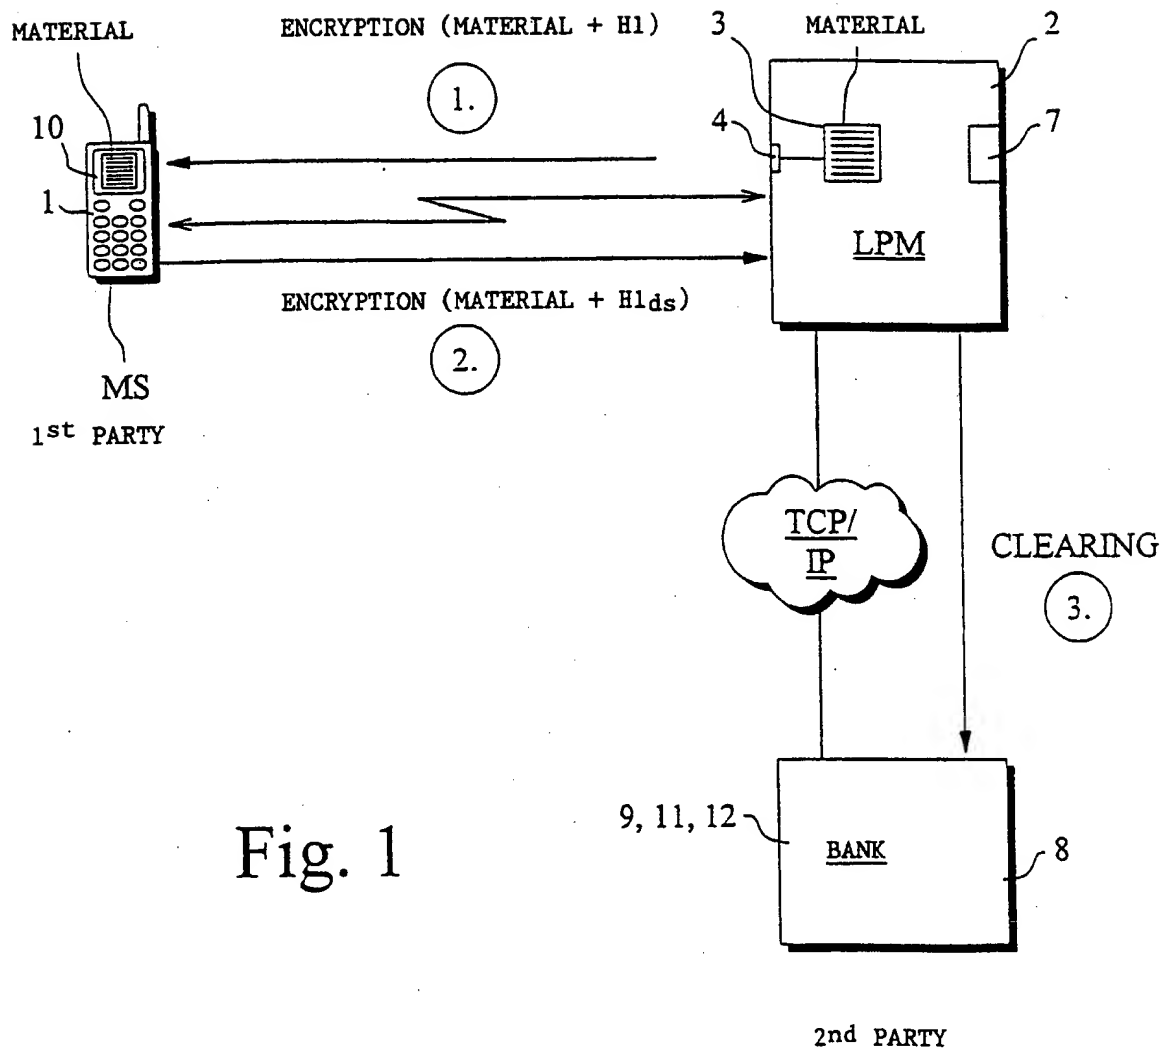 MATERIAL
ENCRYPTION (MATERIAL + H1)
3
MATERIAL
2
1.
10
4
7
1
LPM
ENCRYPTION (MATERIAL + H1ds)
2.
MS
1st PARTY
TCP/
IP
CLEARING
3.
9, 11, 12
BANK
8
Fig. 1
2nd PARTY